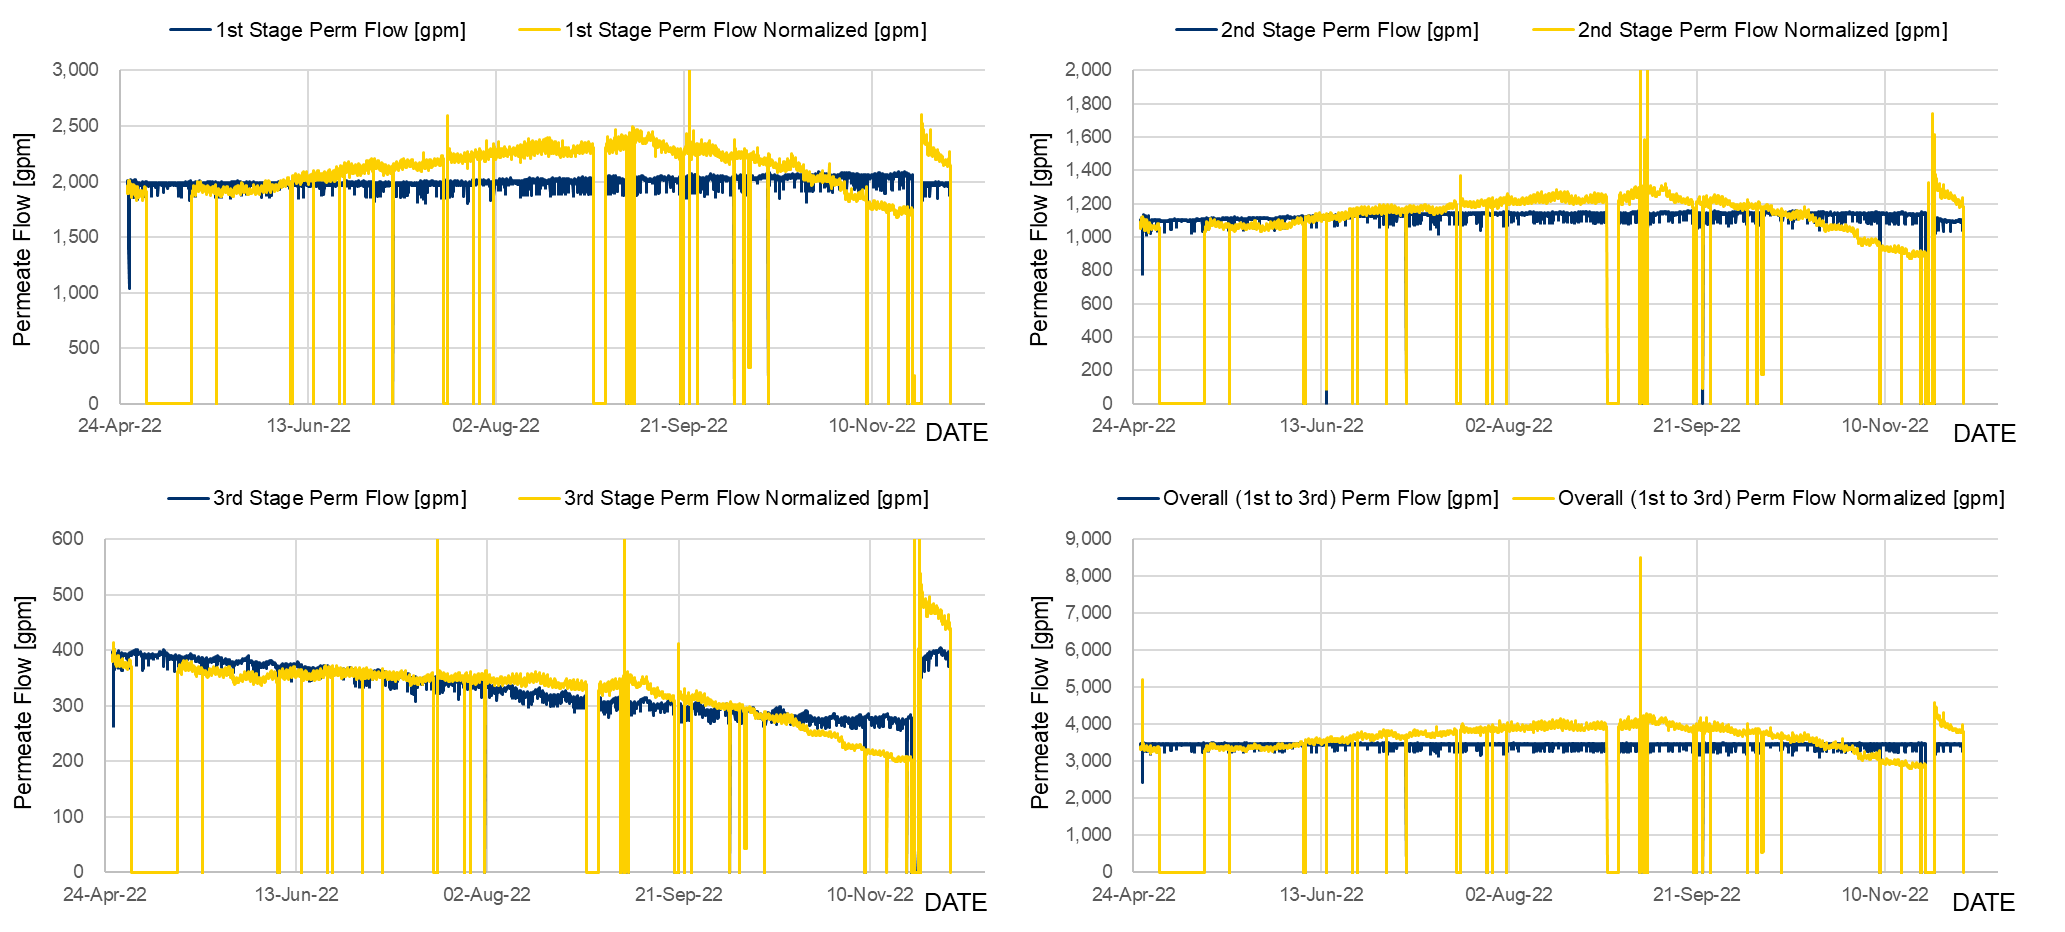 1st Stage Perm Flow [gpm] 1st Stage Perm Flow Normalized [gpm]
3,000
2,500
2,000
1,500
1,000
500
0
Permeate Flow [gpm]
24-Apr-22 13-Jun-22 02-Aug-22 21-Sep-22 10-Nov-22 DATE
2nd Stage Perm Flow [gpm] 2nd Stage Perm Flow Normalized [gpm]
2,000
1,800
1,600
1,400
1,200
1,000
800
600
400
200
0
Permeate Flow [gpm]
24-Apr-22 13-Jun-22 02-Aug-22 21-Sep-22 10-Nov-22 DATE
3rd Stage Perm Flow [gpm] 3rd Stage Perm Flow Normalized [gpm]
600
500
400
300
200
100
0
Permeate Flow [gpm]
24-Apr-22 13-Jun-22 02-Aug-22 21-Sep-22 10-Nov-22 DATE
Overall (1st to 3rd) Perm Flow [gpm] Overall (1st to 3rd) Perm Flow Normalized [gpm]
9,000
8,000
7,000
6,000
5,000
4,000
3,000
2,000
1,000
0
Permeate Flow [gpm]
24-Apr-22 13-Jun-22 02-Aug-22 21-Sep-22 10-Nov-22 DATE